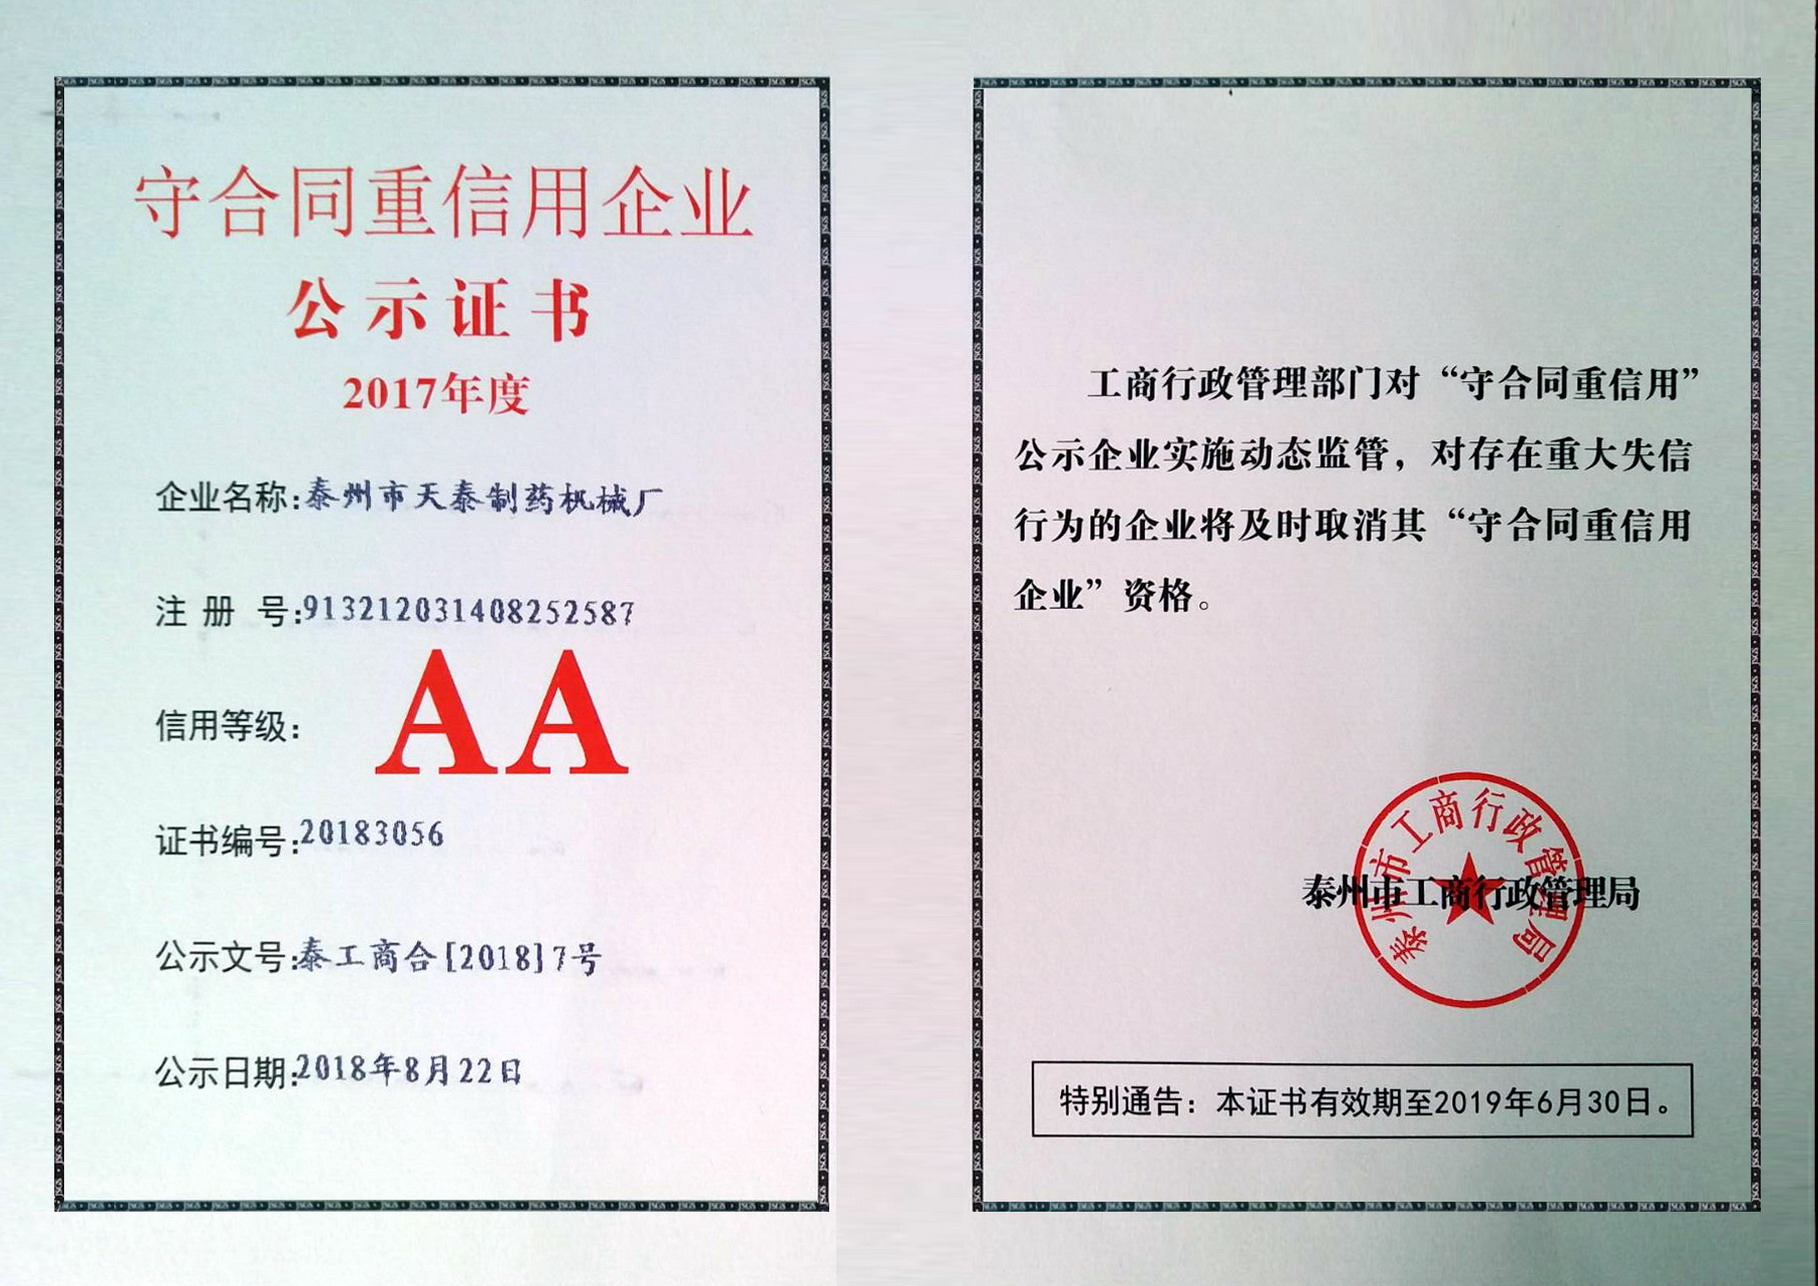 守合同重信用企业
公示证书
2017年度
企业名称:泰州市天泰制药机械厂
注册号:913212031408252587
信用等级: AA
证书编号:20183056
公示文号:泰工商合[2018]7号
公示日期:2018年8月22日
工商行政管理部门对“守合同重信用”
公示企业实施动态监管，对存在重大失信
行为的企业将及时取消其“守合同重信用
企业”资格。
泰州市工商行政管理局
泰州市工商行政管理局
特别通告：本证书有效期至2019年6月30日。